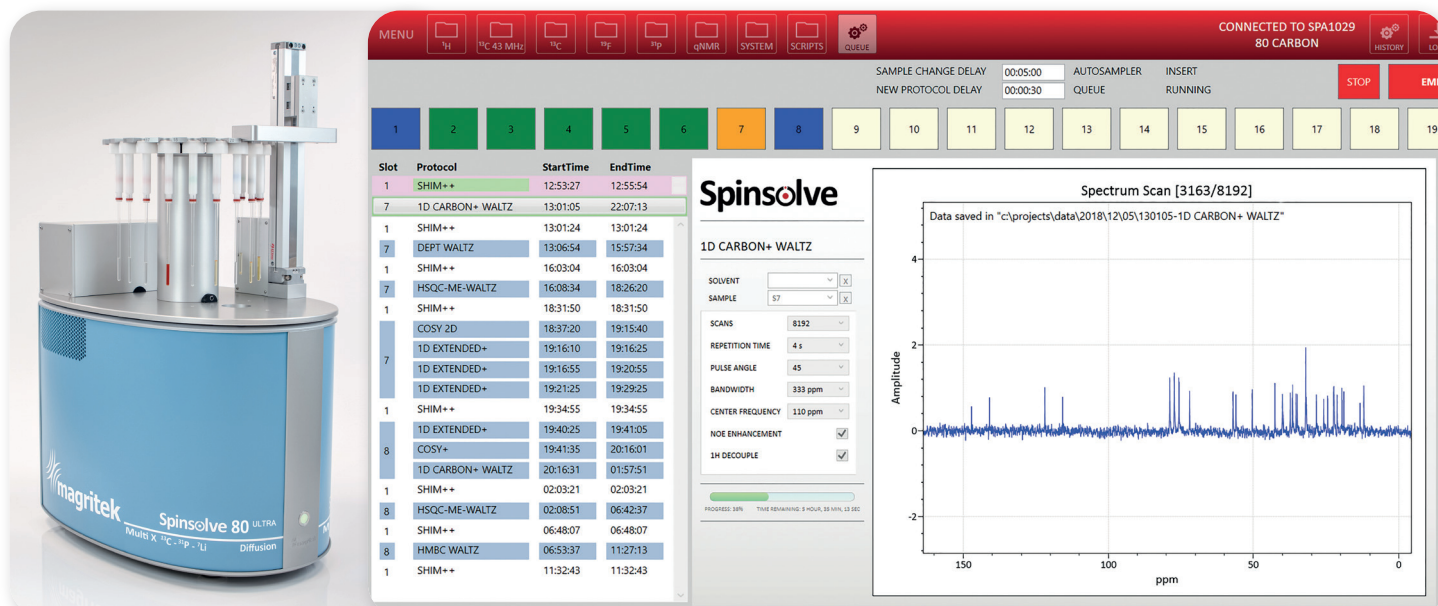 magritek
Spinsolve 80 ULTRA
Multi X ¹³C - ³¹P - ⁷Li
Diffusion
MENU
¹H
¹³C 43 MHz
¹³C
¹⁹F
³¹P
qNMR
SYSTEM
SCRIPTS
QUEUE
CONNECTED TO SPA1029
80 CARBON
HISTORY
SAMPLE CHANGE DELAY 00:05:00 AUTOSAMPLER INSERT
NEW PROTOCOL DELAY 00:00:30 QUEUE RUNNING
STOP
1 2 3 4 5 6 7 8 9 10 11 12 13 14 15 16 17 18 19
Slot Protocol StartTime EndTime
1 SHIM++ 12:53:27 12:55:54
7 1D CARBON+ WALTZ 13:01:05 22:07:13
1 SHIM++ 13:01:24 13:01:24
7 DEPT WALTZ 13:06:54 15:57:34
1 SHIM++ 16:03:04 16:03:04
7 HSQC-ME-WALTZ 16:08:34 18:26:20
1 SHIM++ 18:31:50 18:31:50
COSY 2D 18:37:20 19:15:40
1D EXTENDED+ 19:16:10 19:16:25
7
1D EXTENDED+ 19:16:55 19:20:55
1D EXTENDED+ 19:21:25 19:29:25
1 SHIM++ 19:34:55 19:34:55
1D EXTENDED+ 19:40:25 19:41:05
8 COSY+ 19:41:35 20:16:01
1D CARBON+ WALTZ 20:16:31 01:57:51
1 SHIM++ 02:03:21 02:03:21
8 HSQC-ME-WALTZ 02:08:51 06:42:37
1 SHIM++ 06:48:07 06:48:07
8 HMBC WALTZ 06:53:37 11:27:13
1 SHIM++ 11:32:43 11:32:43
Spinsolve
1D CARBON+ WALTZ
SOLVENT X
SAMPLE 57 X
SCANS 8192
REPETITION TIME 4 s
PULSE ANGLE 45
BANDWIDTH 333 ppm
CENTER FREQUENCY 110 ppm
NOE ENHANCEMENT
1H DECOUPLE
Spectrum Scan [3163/8192]
Data saved in "c:\projects\data\2018\12\05\130105-1D CARBON+ WALTZ"
Amplitude
4
2
0
-2
150 100 50 0
ppm